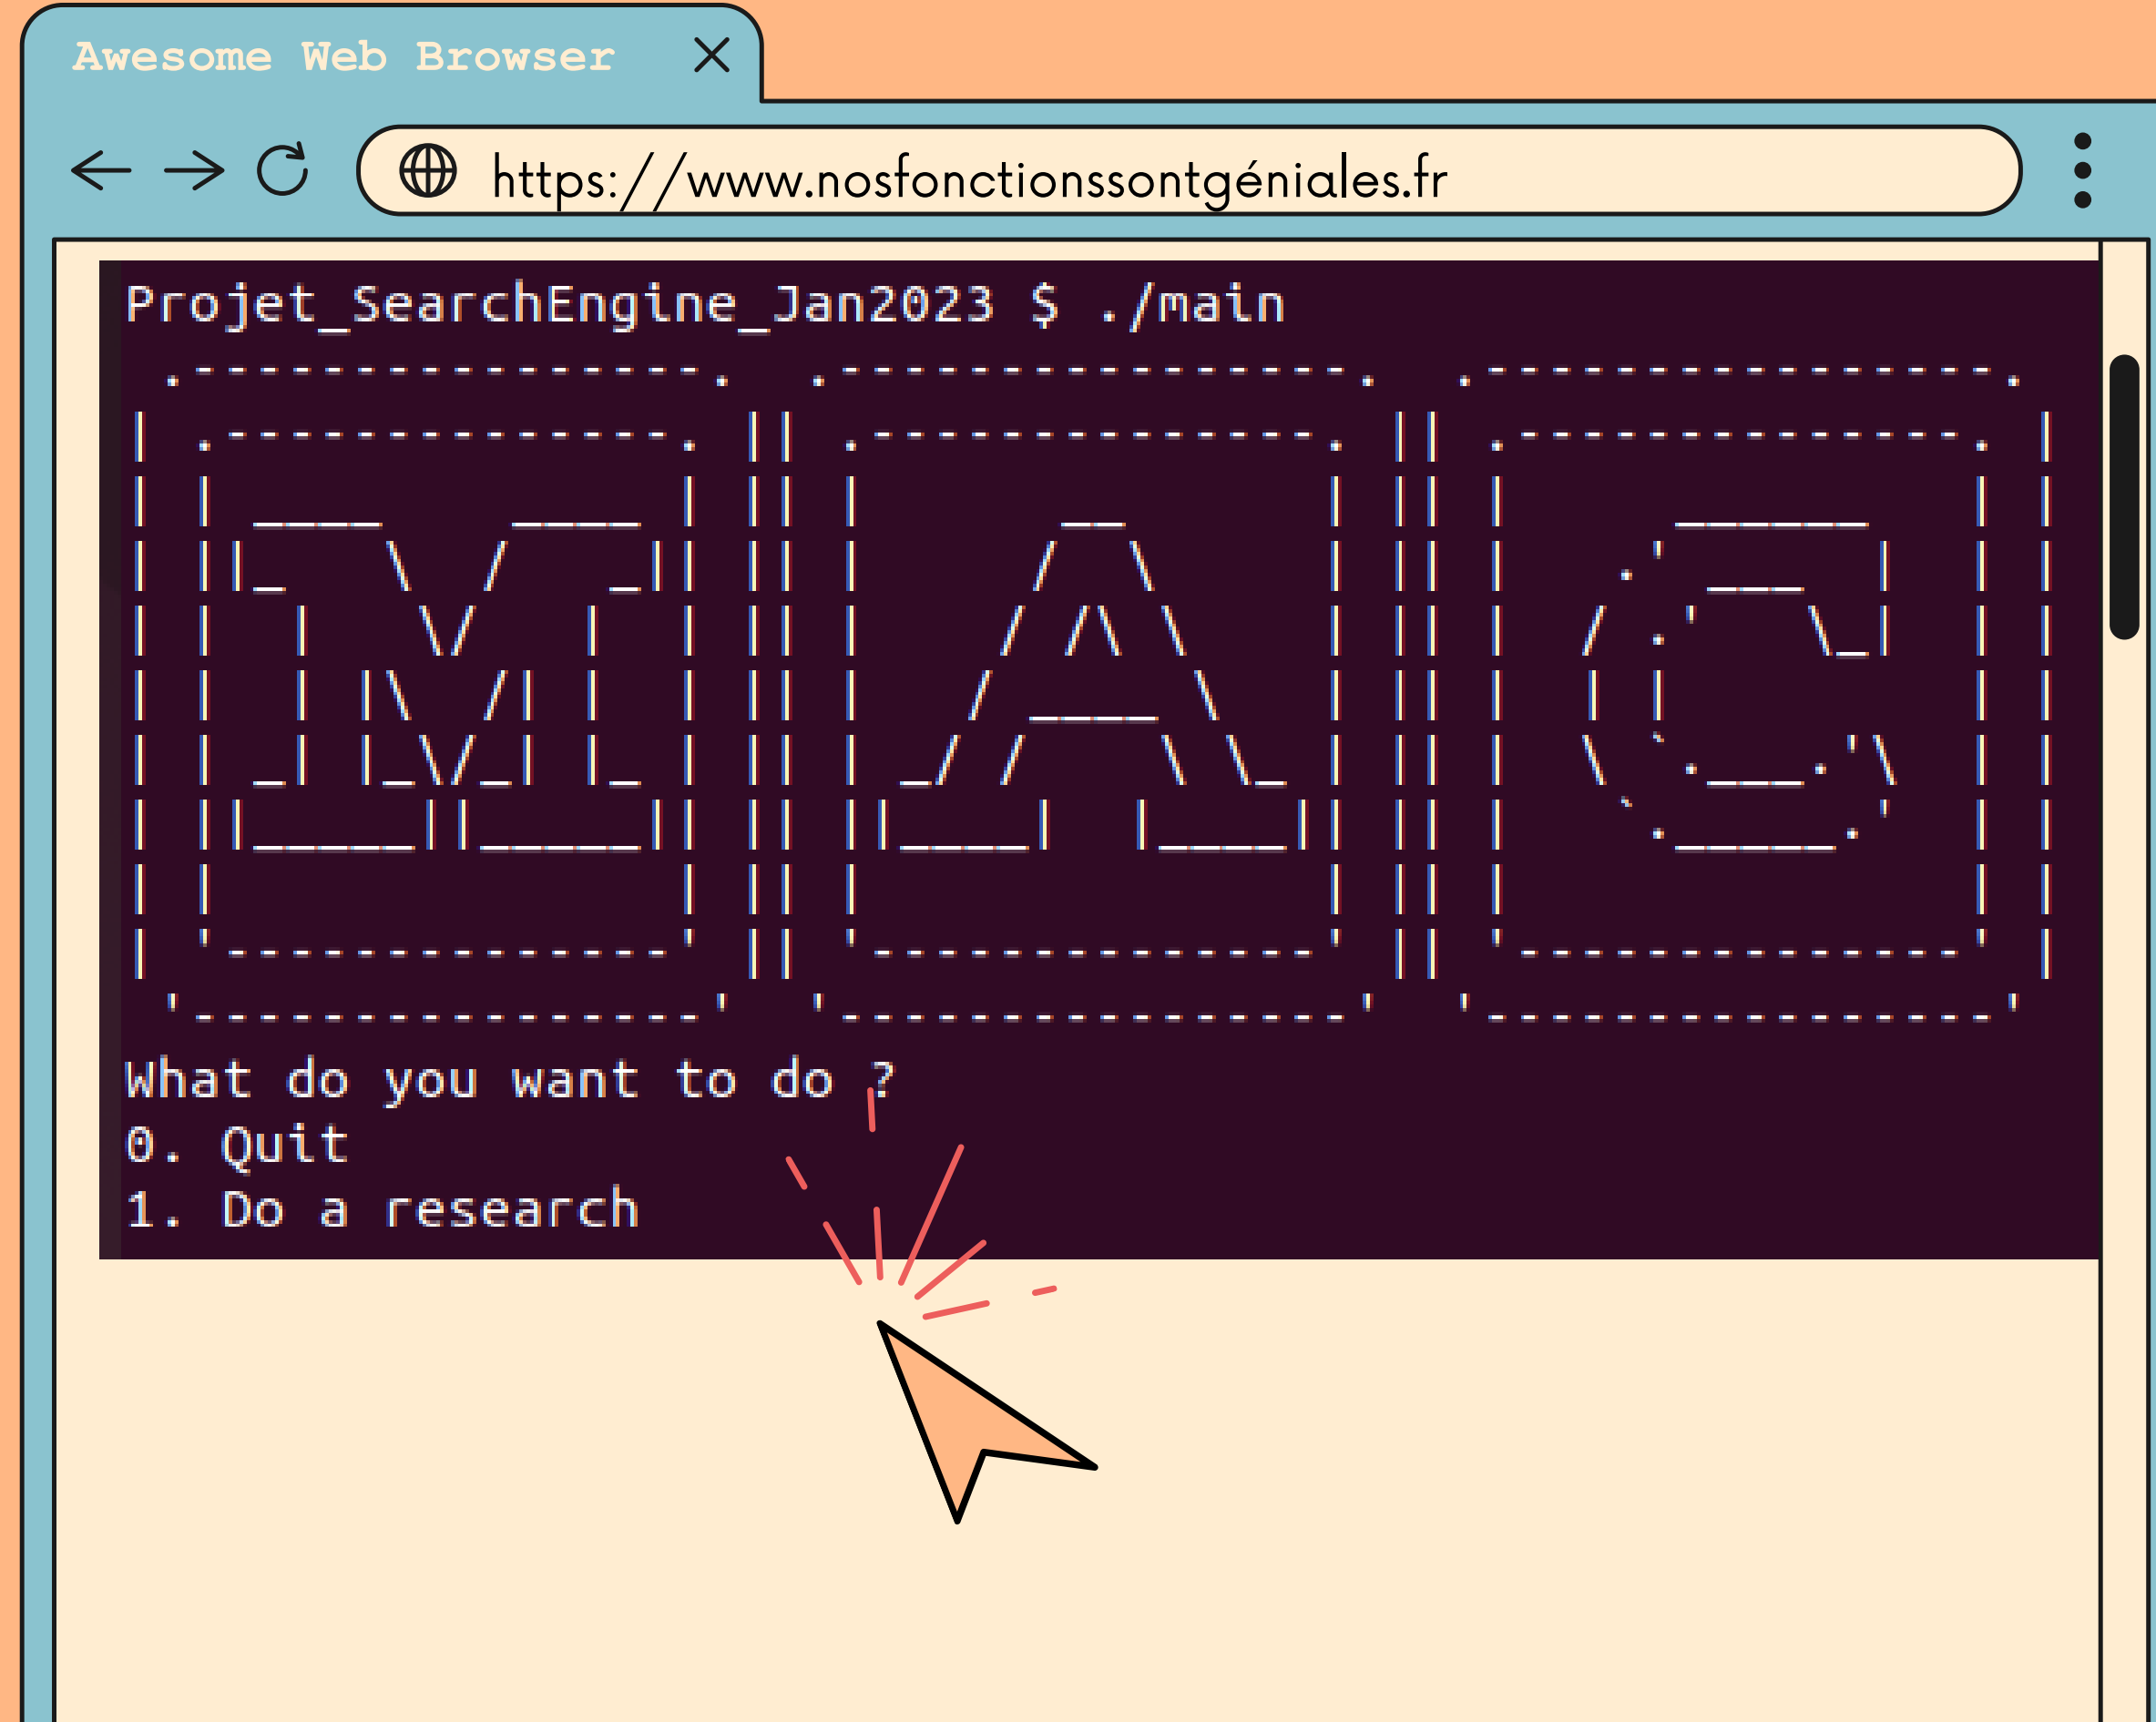 Awesome Web Browser
https://www.nosfonctionssontgéniales.fr
Projet_SearchEngine_Jan2023 $ ./main
MAC
What do you want to do ?
0. Quit
1. Do a research